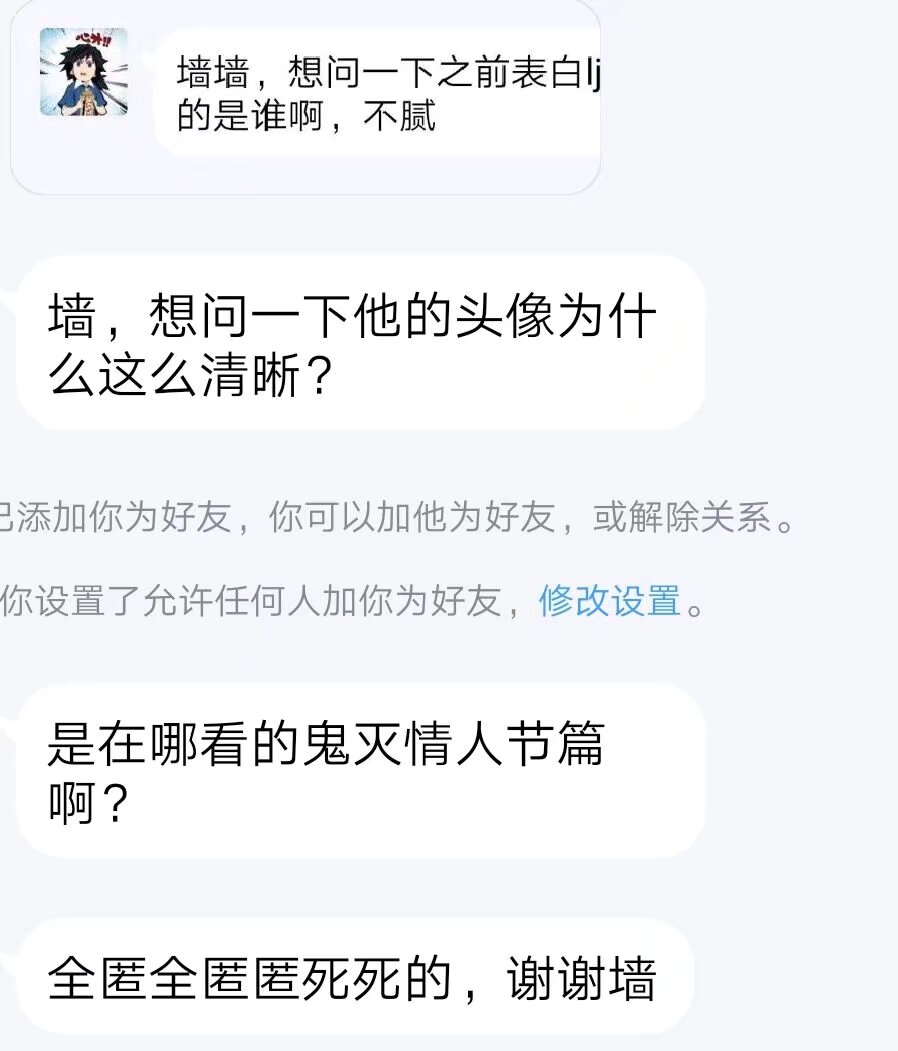 心外!!
墙墙，想问一下之前表白lj
的是谁啊，不腻
墙，想问一下他的头像为什
么这么清晰？
已添加你为好友，你可以加他为好友，或解除关系。
你设置了允许任何人加你为好友，修改设置。
是在哪看的鬼灭情人节篇
啊？
全匿全匿匿死死的，谢谢墙